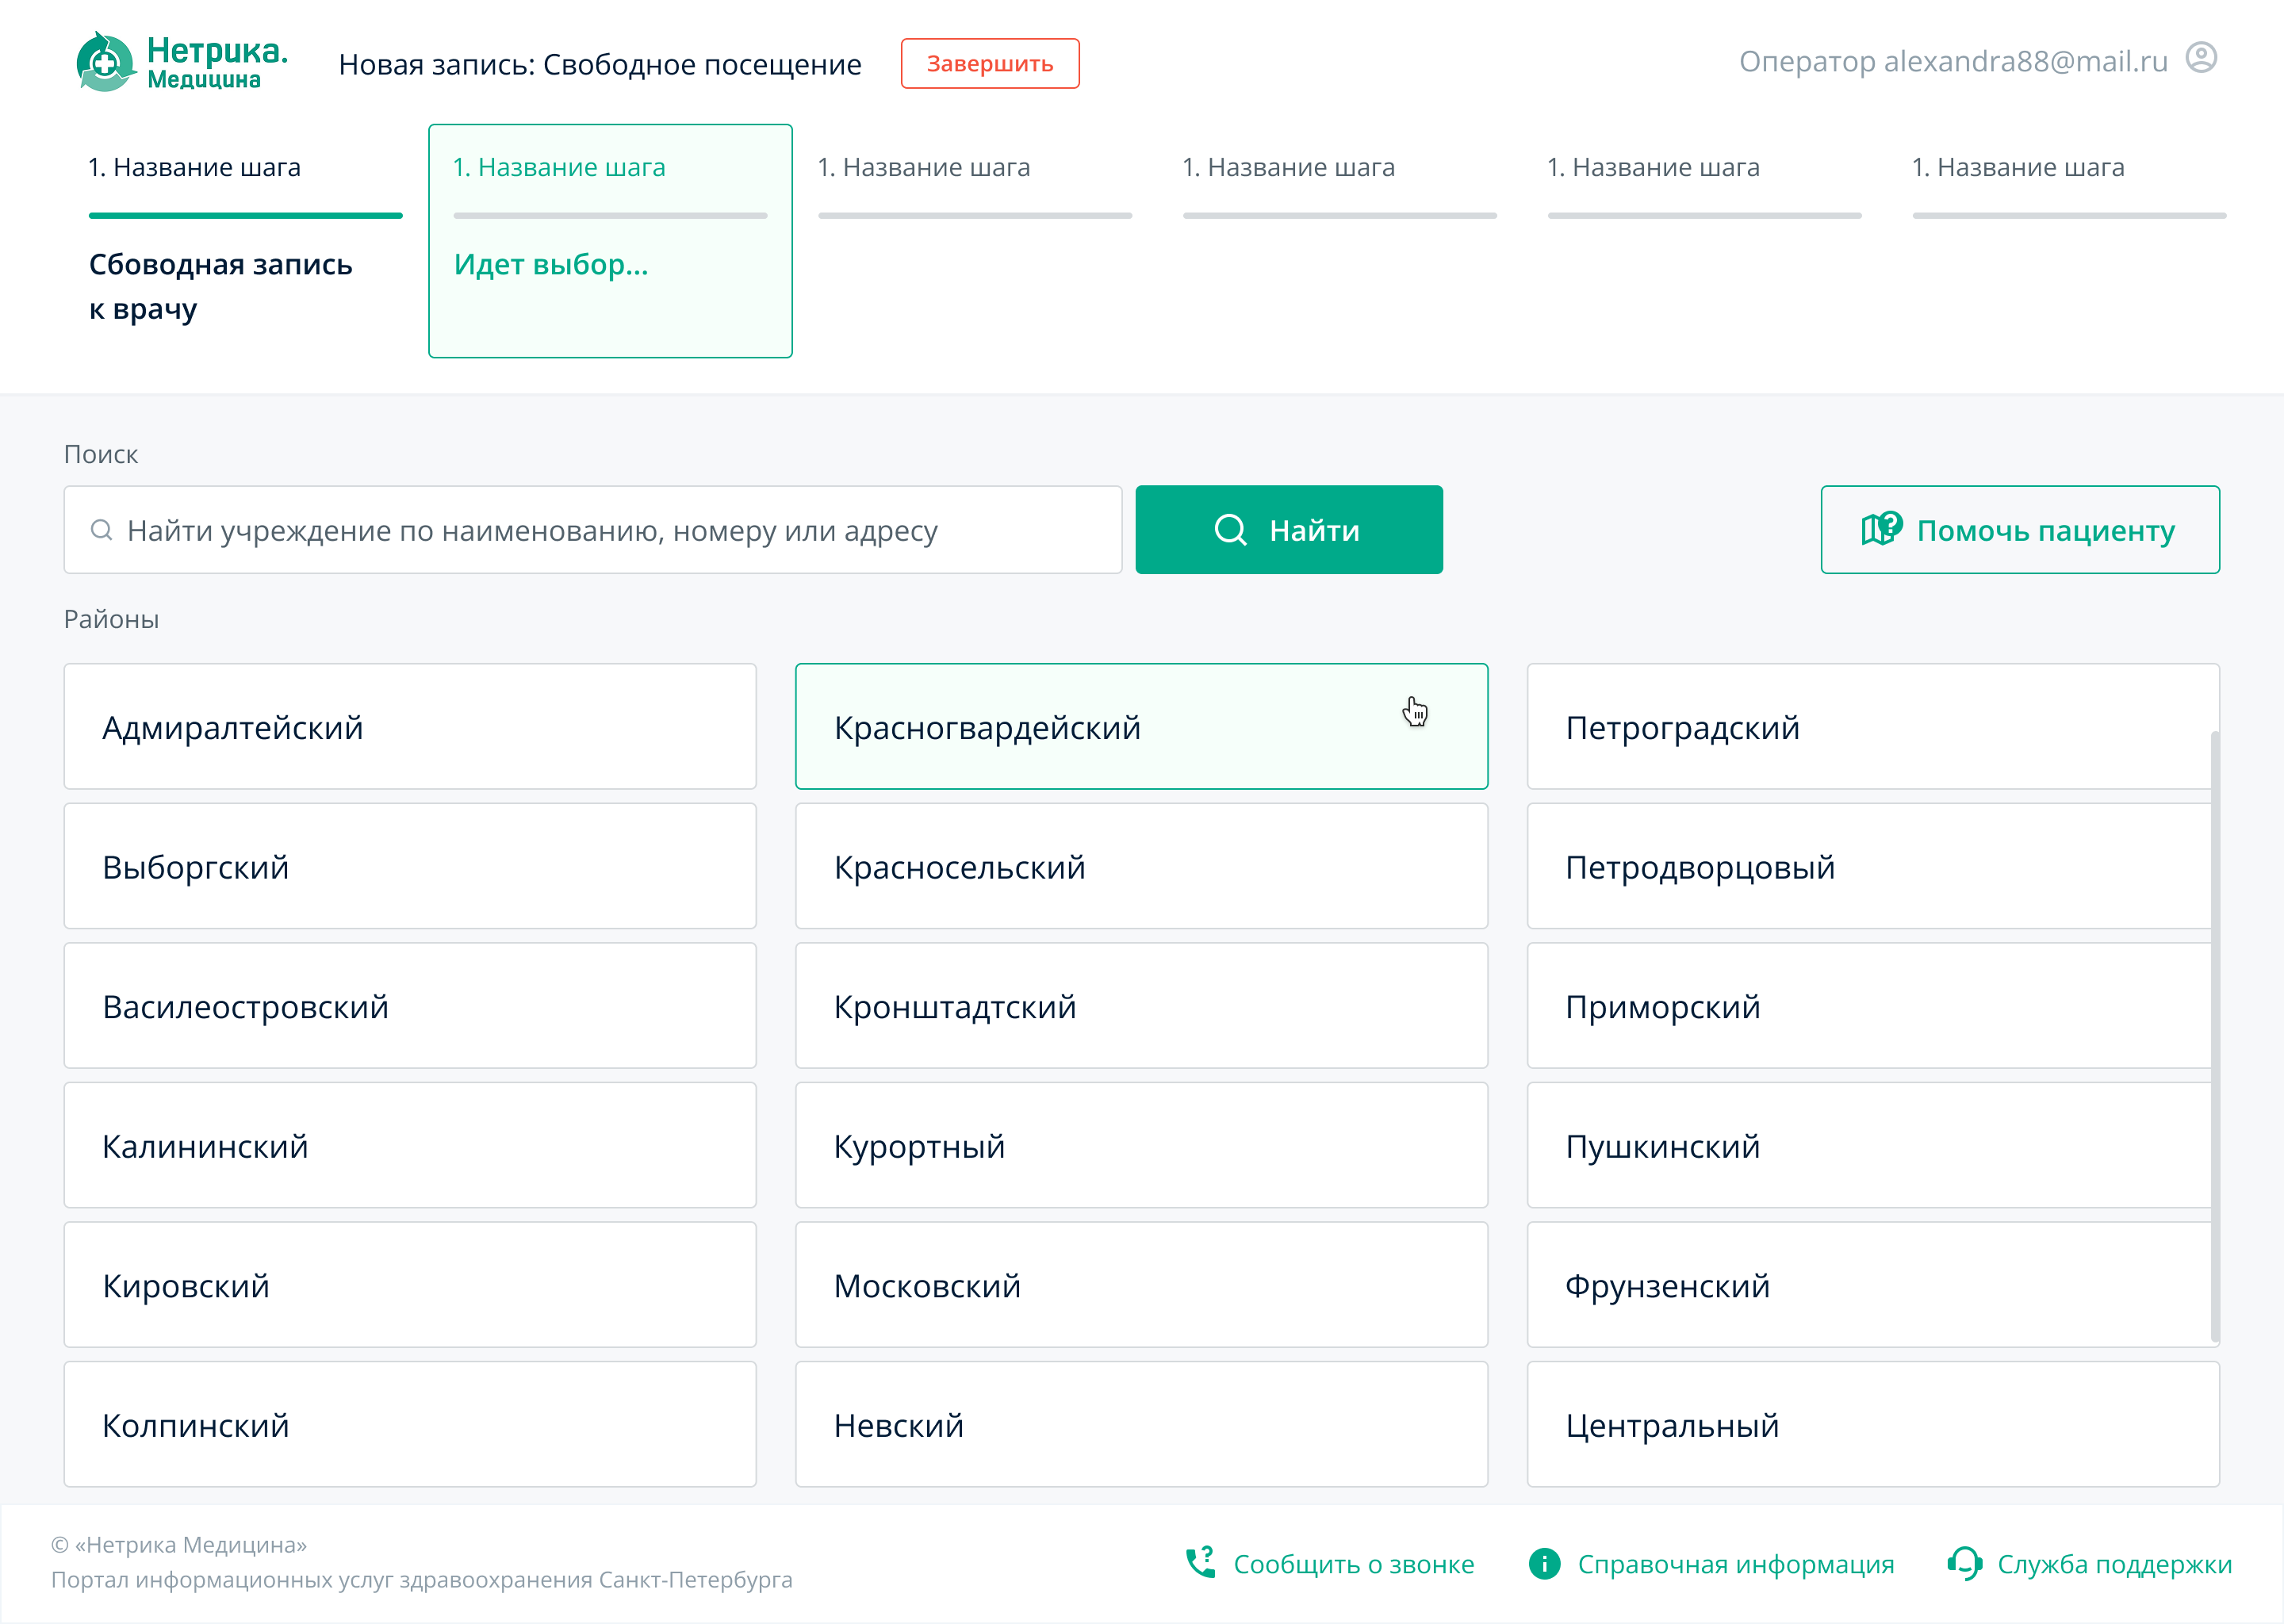 Нетрика.
Медицина
Новая запись: Свободное посещение
Завершить
Оператор alexandra88@mail.ru
1. Название шага
1. Название шага
1. Название шага
1. Название шага
1. Название шага
1. Название шага
Сбоводная запись
к врачу
Идет выбор...
Поиск
Найти учреждение по наименованию, номеру или адресу
Найти
Помочь пациенту
Районы
Адмиралтейский
Красногвардейский
Петроградский
Выборгский
Красносельский
Петродворцовый
Василеостровский
Кронштадтский
Приморский
Калининский
Курортный
Пушкинский
Кировский
Московский
Фрунзенский
Колпинский
Невский
Центральный
© «Нетрика Медицина»
Портал информационных услуг здравоохранения Санкт-Петербурга
Сообщить о звонке
Справочная информация
Служба поддержки